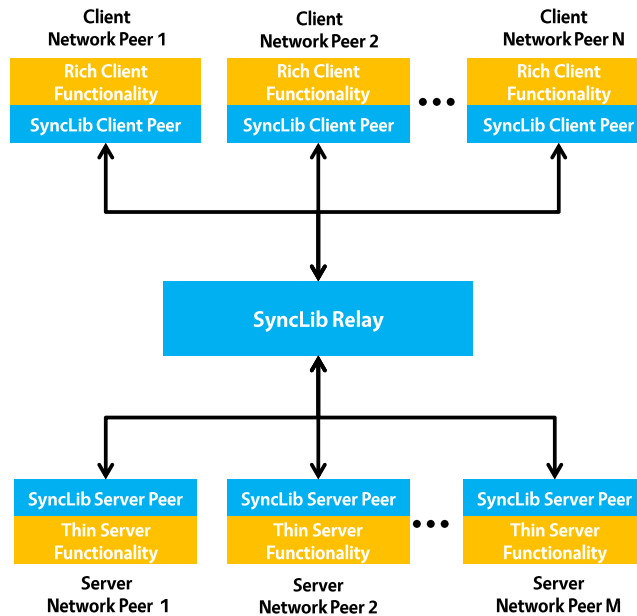 Client
Network Peer 1
Client
Network Peer 2
Client
Network Peer N
Rich Client
Functionality
SyncLib Client Peer
Rich Client
Functionality
SyncLib Client Peer
Rich Client
Functionality
SyncLib Client Peer
SyncLib Relay
SyncLib Server Peer
Thin Server
Functionality
SyncLib Server Peer
Thin Server
Functionality
SyncLib Server Peer
Thin Server
Functionality
Server
Network Peer 1
Server
Network Peer 2
Server
Network Peer M